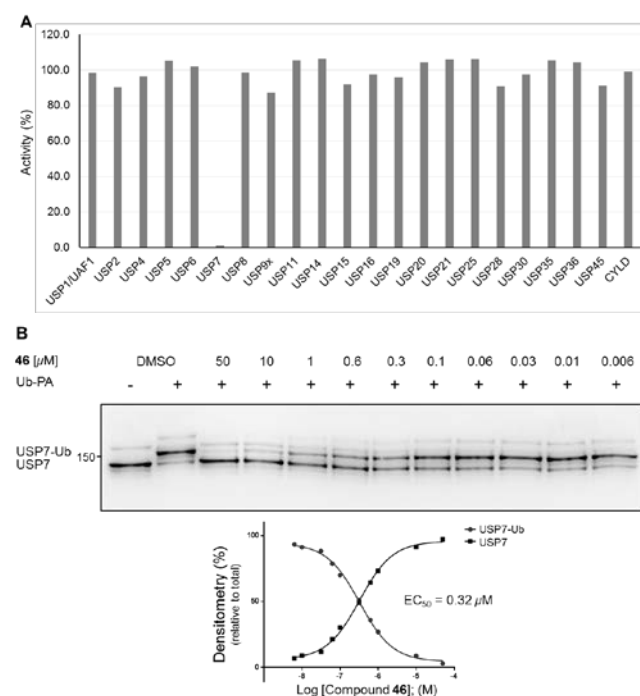 A
120.0
100.0
80.0
60.0
40.0
20.0
0.0
Activity (%)
USP1/UAF1
USP2
USP4
USP5
USP6
USP7
USP8
USP9x
USP11
USP14
USP15
USP16
USP19
USP20
USP21
USP25
USP28
USP30
USP35
USP36
USP45
CYLD
B
46 [µM] DMSO 50 10 1 0.6 0.3 0.1 0.06 0.03 0.01 0.006
Ub-PA - + + + + + + + + + + +
USP7-Ub
150
USP7
USP7-Ub
USP7
100
50
0
Densitometry (%)
(relative to total)
EC50 = 0.32 µM
-8 -7 -6 -5 -4
Log [Compound 46]; (M)